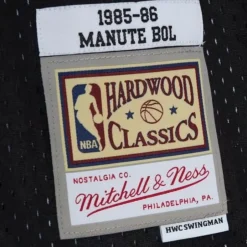 1985-86
MANUTE BOL
HARDWOOD
CLASSICS
NBA
NOSTALGIA CO.
Mitchell & Ness
PHILADELPHIA, PA.
HWC SWINGMAN